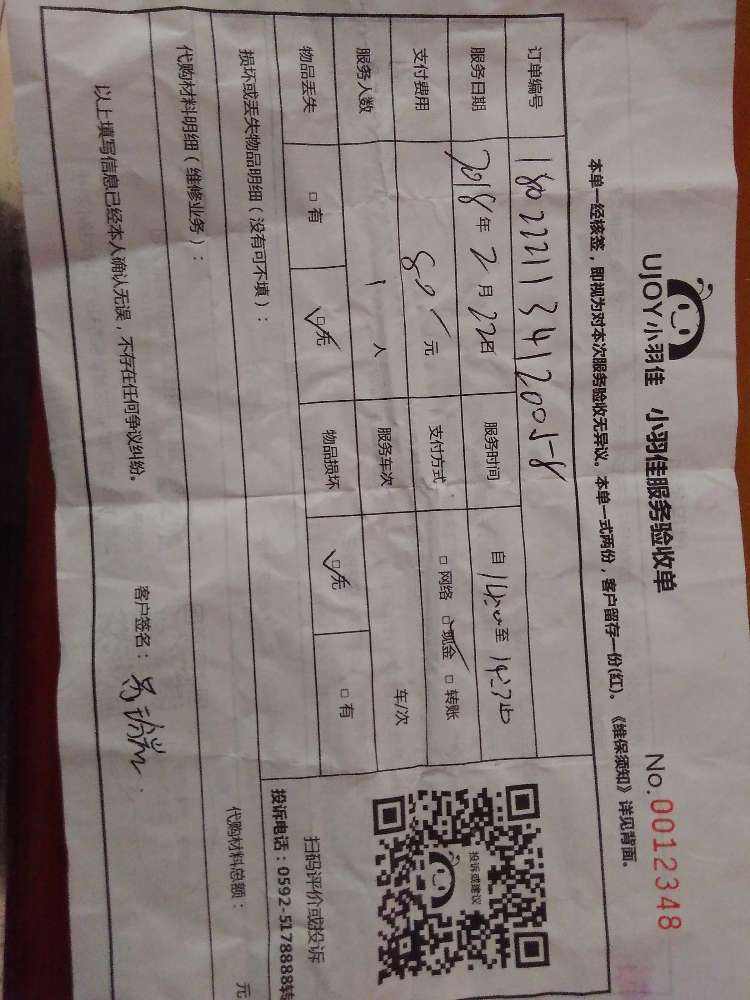 UJOY小羽佳 小羽佳服务验收单 No.0012348
本单一经核签，即视为对本次服务验收无异议。本单一式两份，客户留存一份(红)。《维保须知》详见背面。
订单编号 180222113412005-8
服务日期 2018年2月22日 服务时间 自 至 止
支付费用 80 元 支付方式 □网络 □现金 □转账
服务人数 1人 服务车次 车/次
物品丢失 □有 □无 物品损坏 □无 □有
投诉或建议
扫码评价或投诉
投诉电话：0592-5178888转
损坏或丢失物品明细（没有可不填）：
代购材料明细（维修业务）： 代购材料总额： 元
以上填写信息已经本人确认无误，不存在任何争议纠纷。 客户签名：